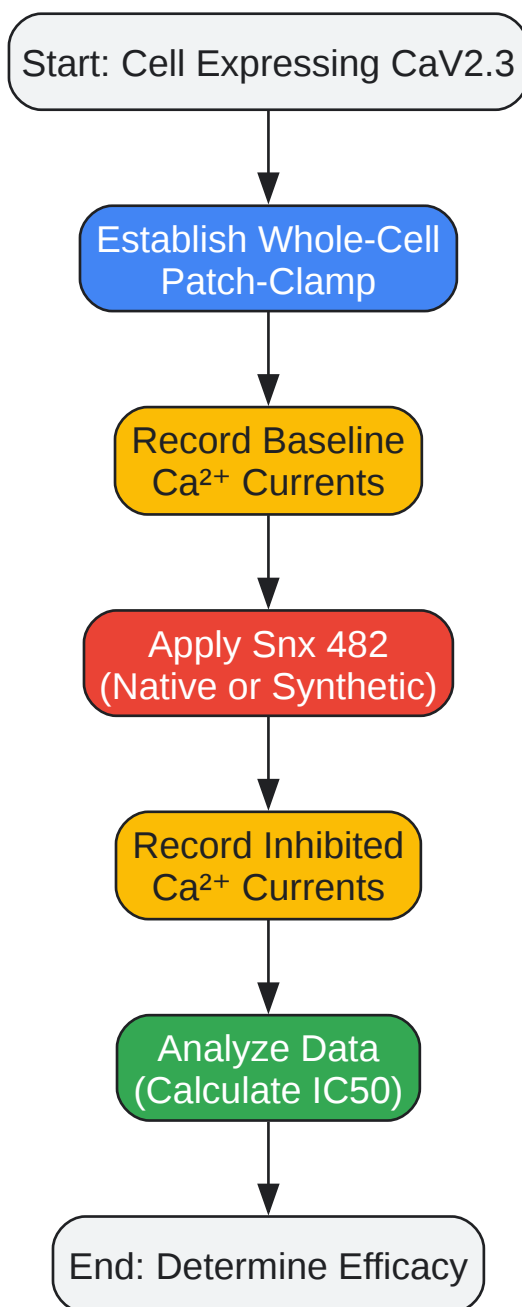 Start: Cell Expressing CaV2.3
Establish Whole-Cell
Patch-Clamp
Record Baseline
Ca²⁺ Currents
Apply Snx 482
(Native or Synthetic)
Record Inhibited
Ca²⁺ Currents
Analyze Data
(Calculate IC50)
End: Determine Efficacy